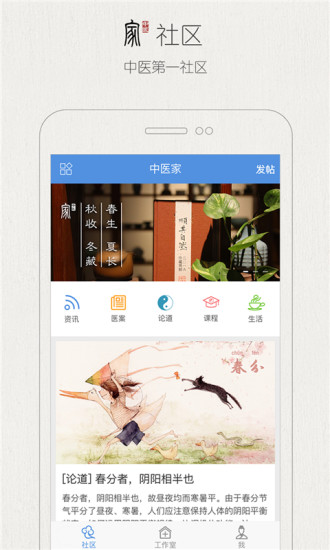 家 中医 社区
中医第一社区
中医家
发帖
家
春生 夏长
秋收 冬藏
资讯
医案
论道
课程
生活
春分
[论道] 春分者，阴阳相半也
春分者，阴阳相半也，故昼夜均而寒暑平。由于春分节
气平分了昼夜、寒暑，人们应注意保持人体的阴阳平衡
社区
工作室
我